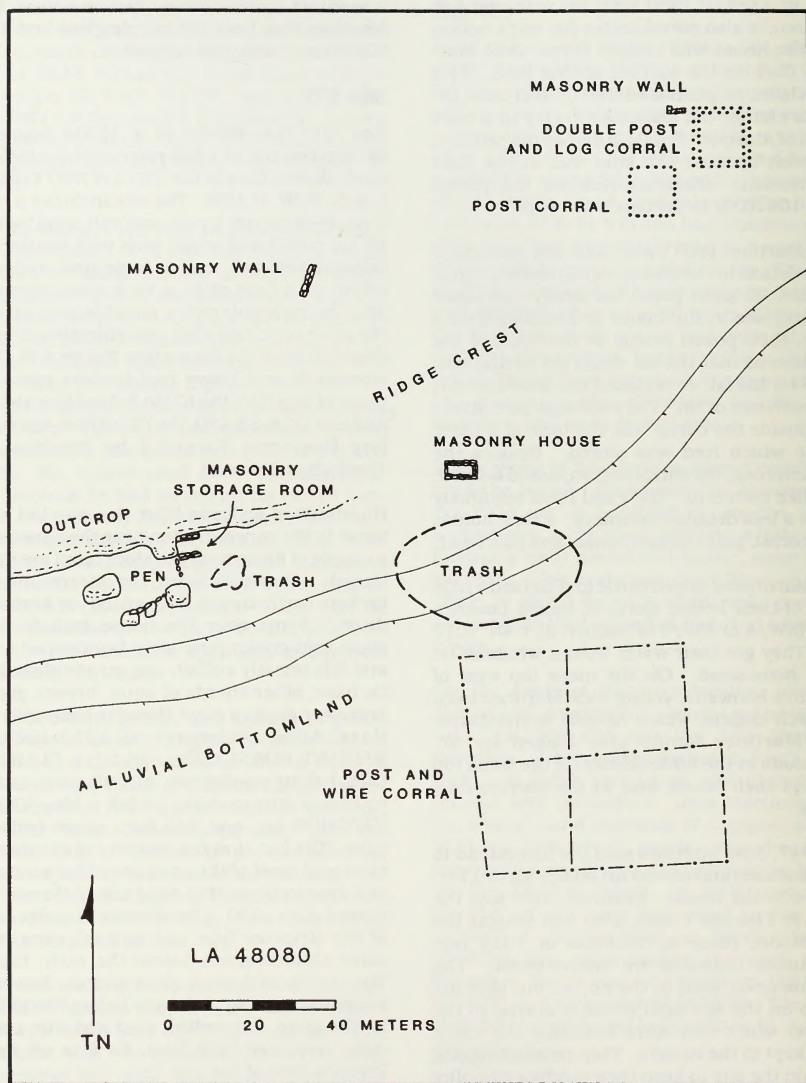 MASONRY WALL
DOUBLE POST
AND LOG CORRAL
POST CORRAL
MASONRY WALL
RIDGE CREST
MASONRY HOUSE
MASONRY
STORAGE ROOM
OUTCROP
PEN
TRASH
TRASH
ALLUVIAL BOTTOMLAND
POST AND
WIRE CORRAL
LA 48080
0 20 40 METERS
TN